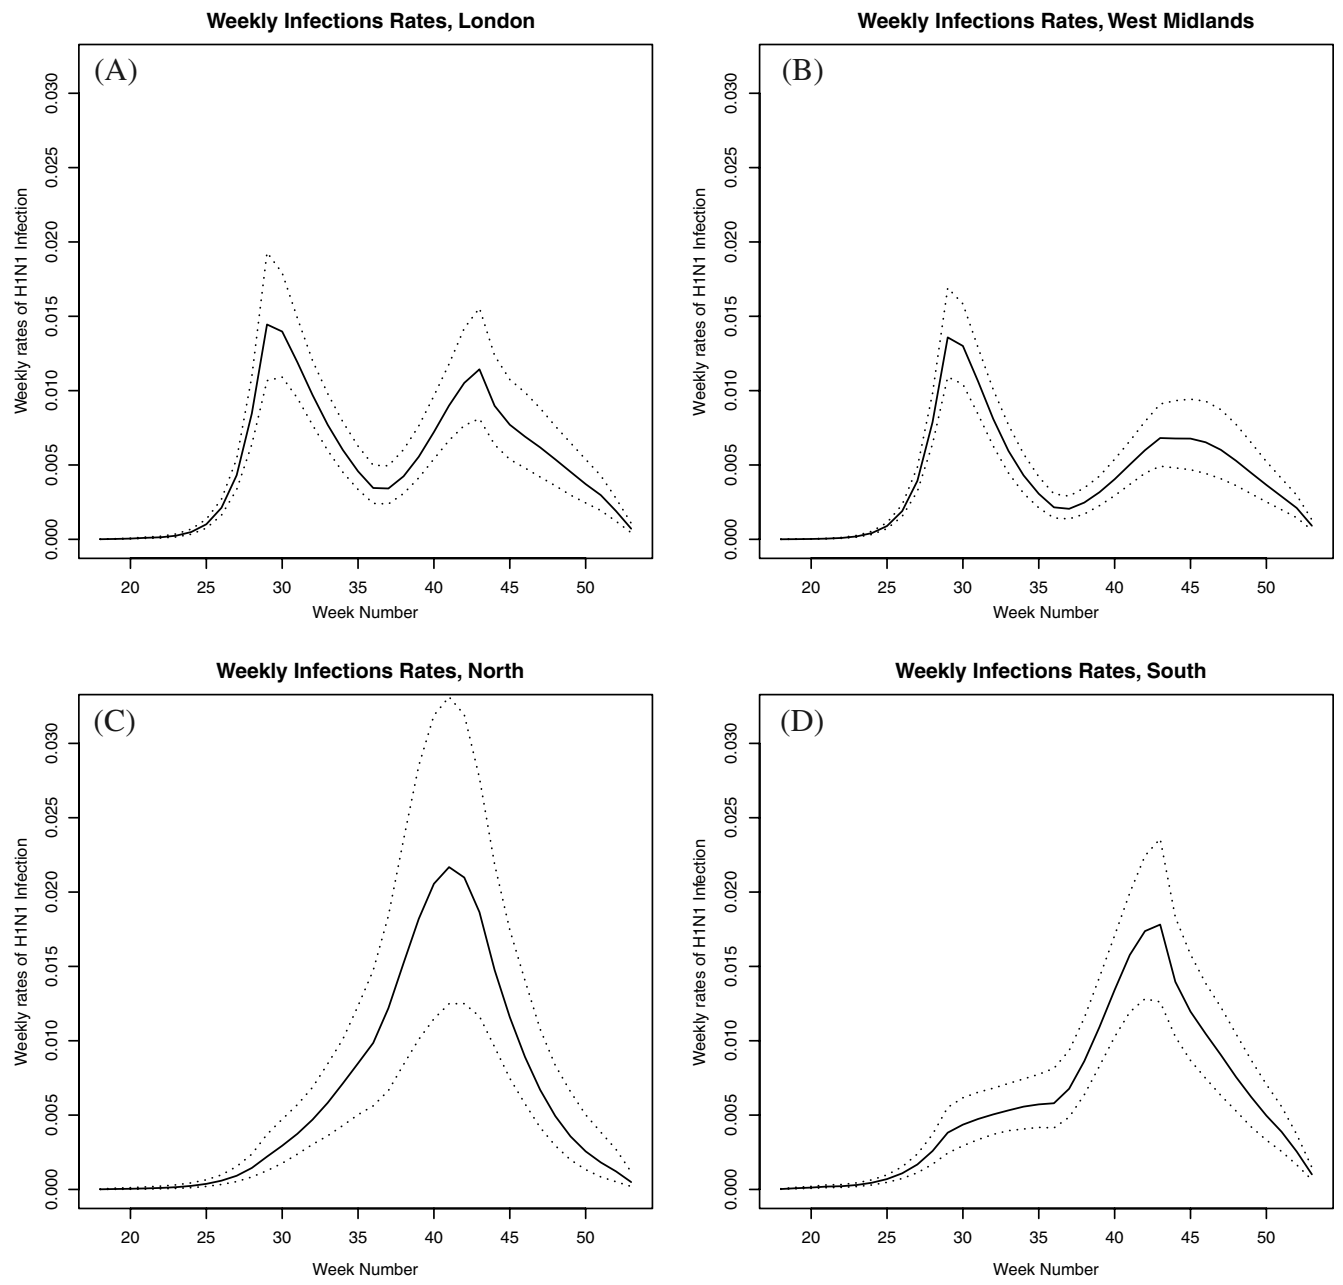 Weekly Infections Rates, London
(A)
Weekly rates of H1N1 Infection
0.030
0.025
0.020
0.015
0.010
0.005
0.000
20 25 30 35 40 45 50
Week Number
Weekly Infections Rates, West Midlands
(B)
Weekly rates of H1N1 Infection
0.030
0.025
0.020
0.015
0.010
0.005
0.000
20 25 30 35 40 45 50
Week Number
Weekly Infections Rates, North
(C)
Weekly rates of H1N1 Infection
0.030
0.025
0.020
0.015
0.010
0.005
0.000
20 25 30 35 40 45 50
Week Number
Weekly Infections Rates, South
(D)
Weekly rates of H1N1 Infection
0.030
0.025
0.020
0.015
0.010
0.005
0.000
20 25 30 35 40 45 50
Week Number